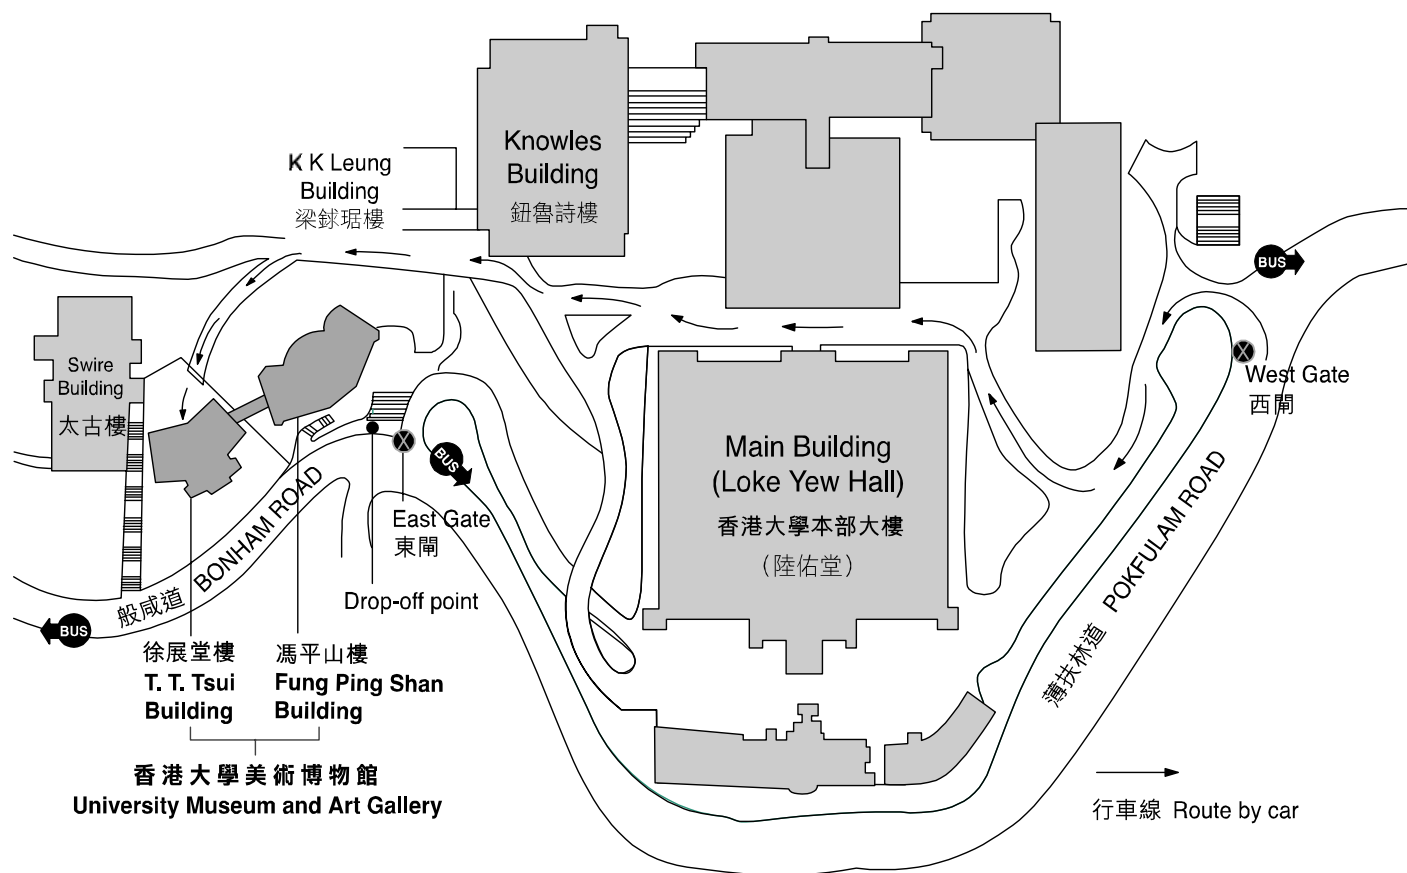 Knowles
Building
鈕魯詩樓
K K Leung
Building
梁銶琚樓
BUS
Swire
Building
太古樓
West Gate
西閘
Main Building
(Loke Yew Hall)
香港大學本部大樓
（陸佑堂）
BUS
East Gate
東閘
Drop-off point
般咸道 BONHAM ROAD
BUS
薄扶林道 POKFULAM ROAD
徐展堂樓
T. T. Tsui
Building
馮平山樓
Fung Ping Shan
Building
香港大學美術博物館
University Museum and Art Gallery
行車線 Route by car